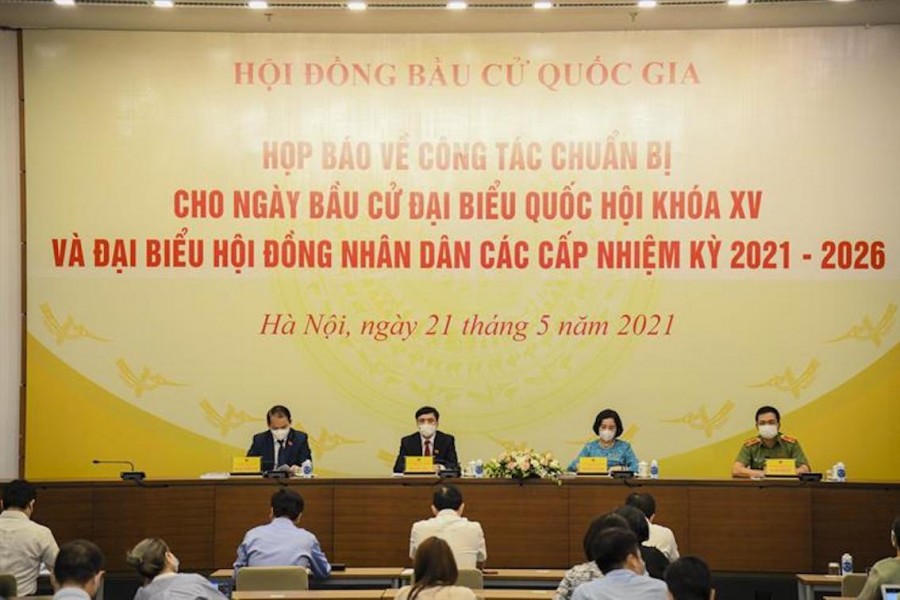 HỘI ĐỒNG BẦU CỬ QUỐC GIA
HỌP BÁO VỀ CÔNG TÁC CHUẨN BỊ
CHO NGÀY BẦU CỬ ĐẠI BIỂU QUỐC HỘI KHÓA XV
VÀ ĐẠI BIỂU HỘI ĐỒNG NHÂN DÂN CÁC CẤP NHIỆM KỲ 2021 - 2026
Hà Nội, ngày 21 tháng 5 năm 2021